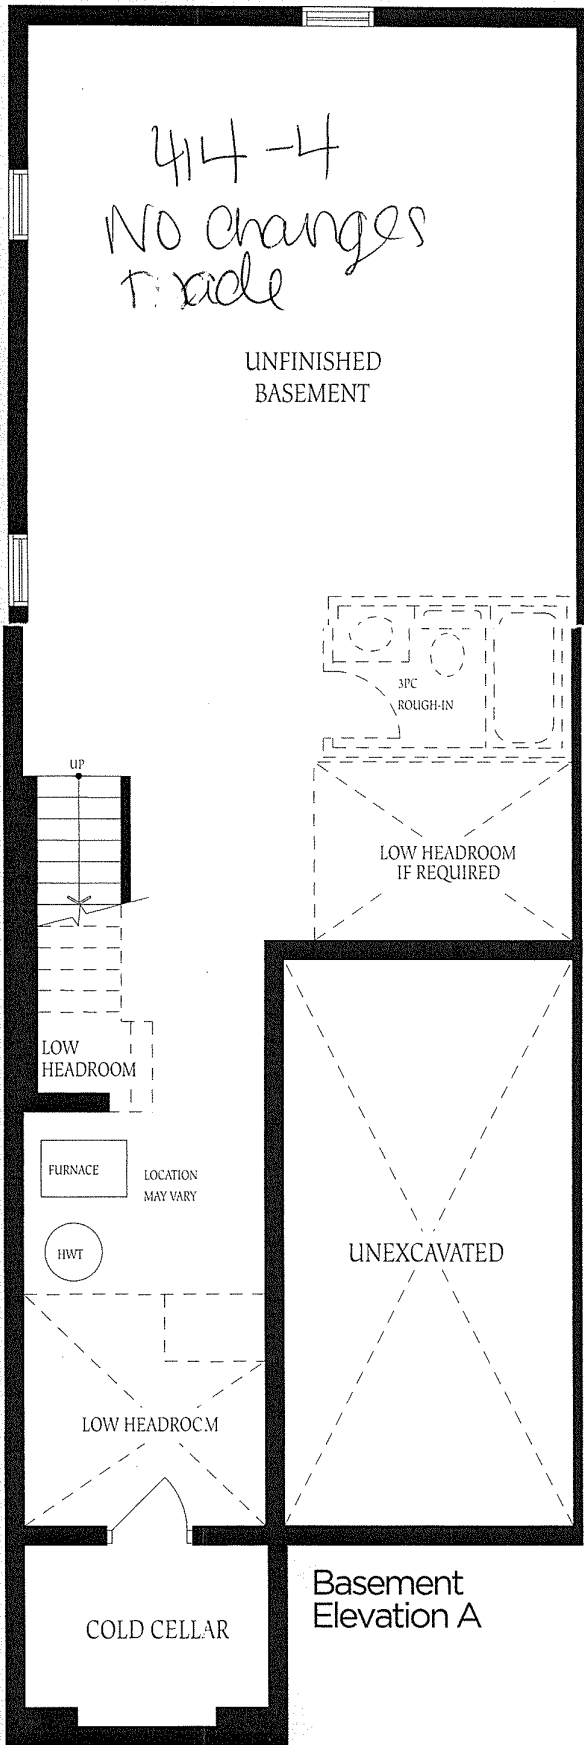 414-4
No changes
made
UNFINISHED
BASEMENT
3PC
ROUGH-IN
UP
LOW HEADROOM
IF REQUIRED
LOW
HEADROOM
FURNACE
LOCATION
MAY VARY
HWT
UNEXCAVATED
LOW HEADROOM
COLD CELLAR
Basement
Elevation A